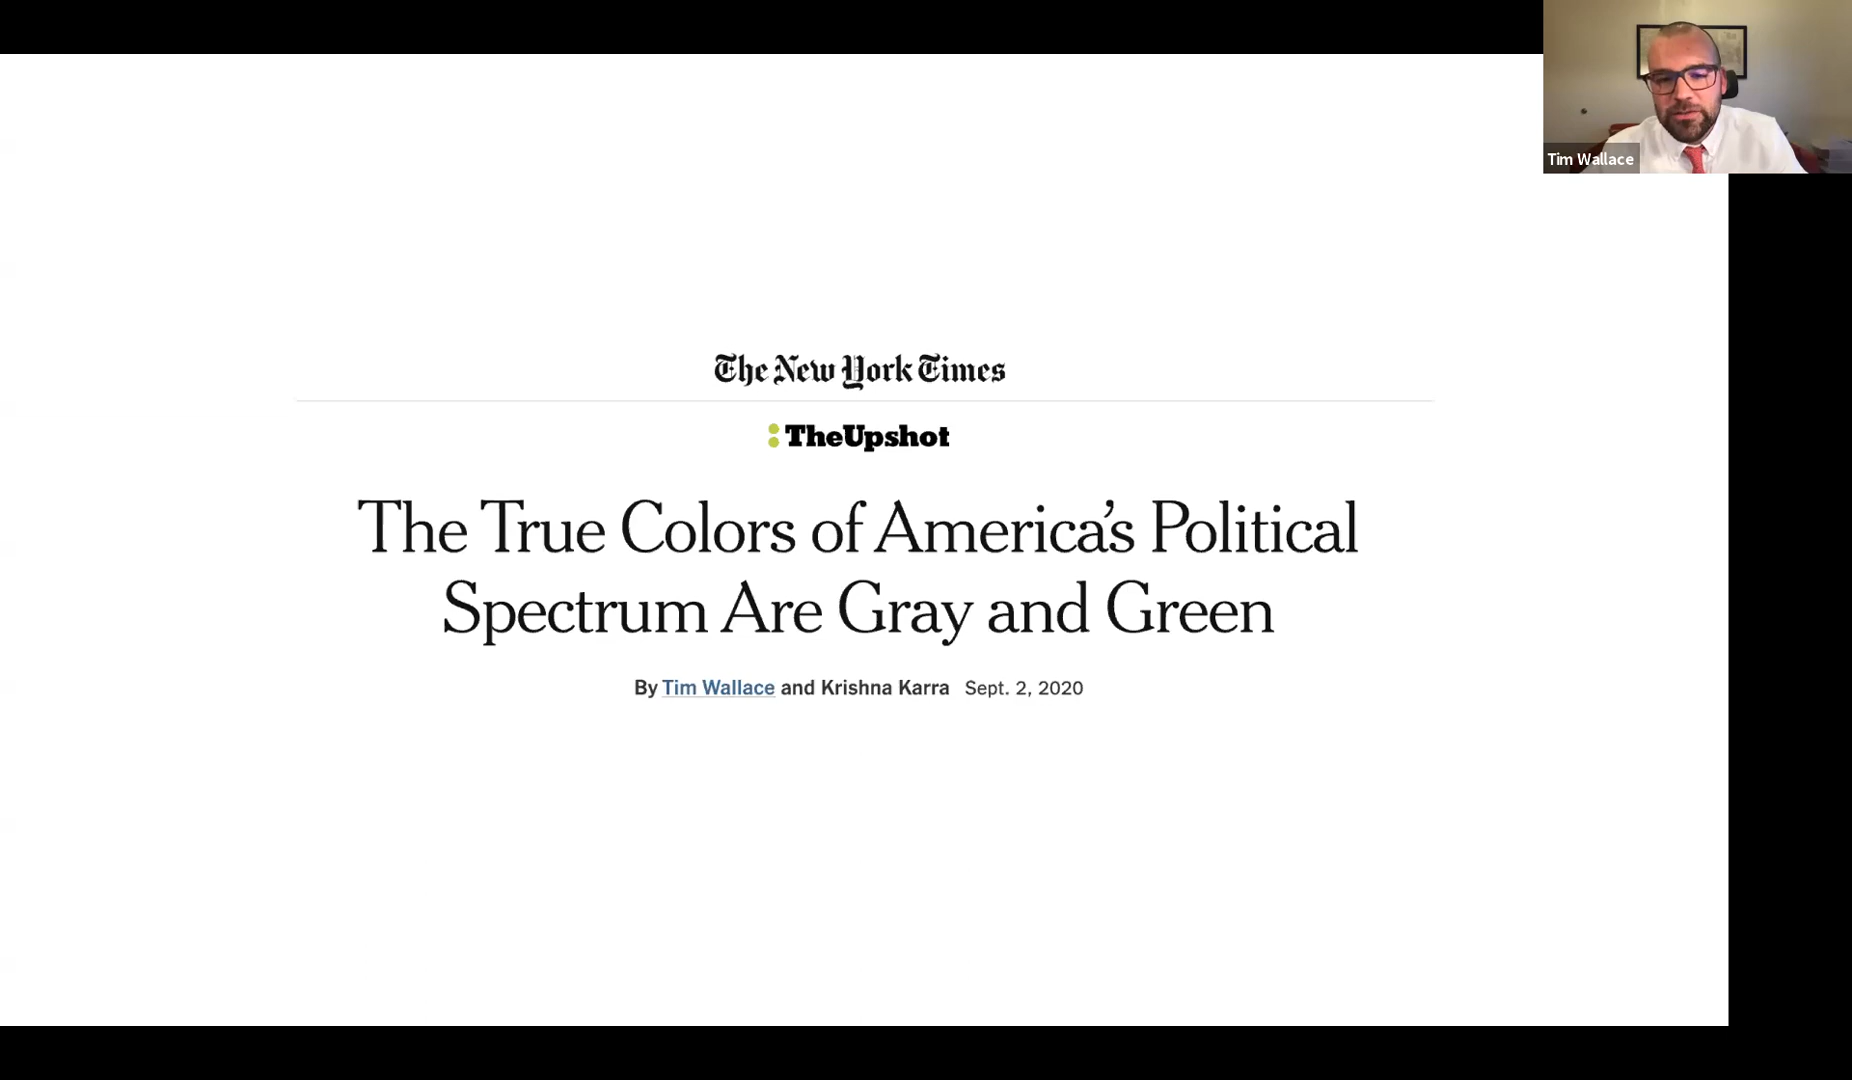 Tim Wallace
The New York Times
TheUpshot
The True Colors of America's Political
Spectrum Are Gray and Green
By Tim Wallace and Krishna Karra Sept. 2, 2020